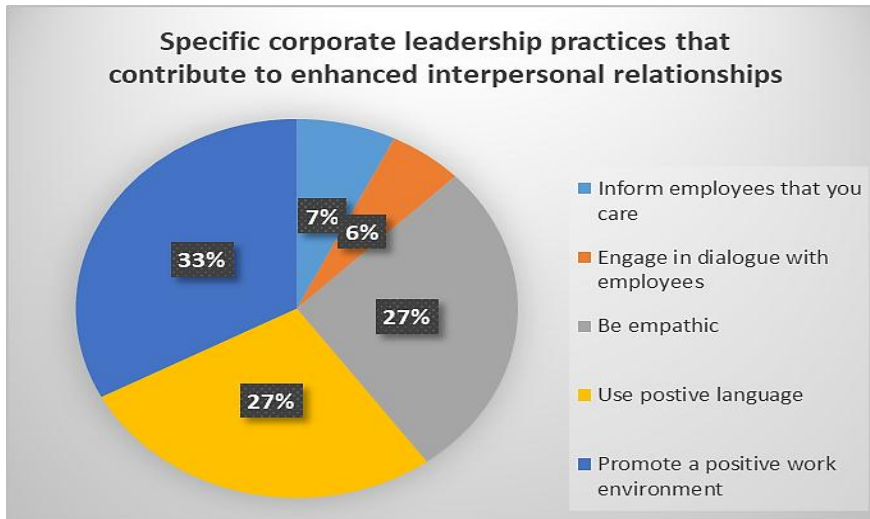 Specific corporate leadership practices that
contribute to enhanced interpersonal relationships
7%
6%
33%
27%
27%
Inform employees that you
care
Engage in dialogue with
employees
Be empathic
Use postive language
Promote a positive work
environment